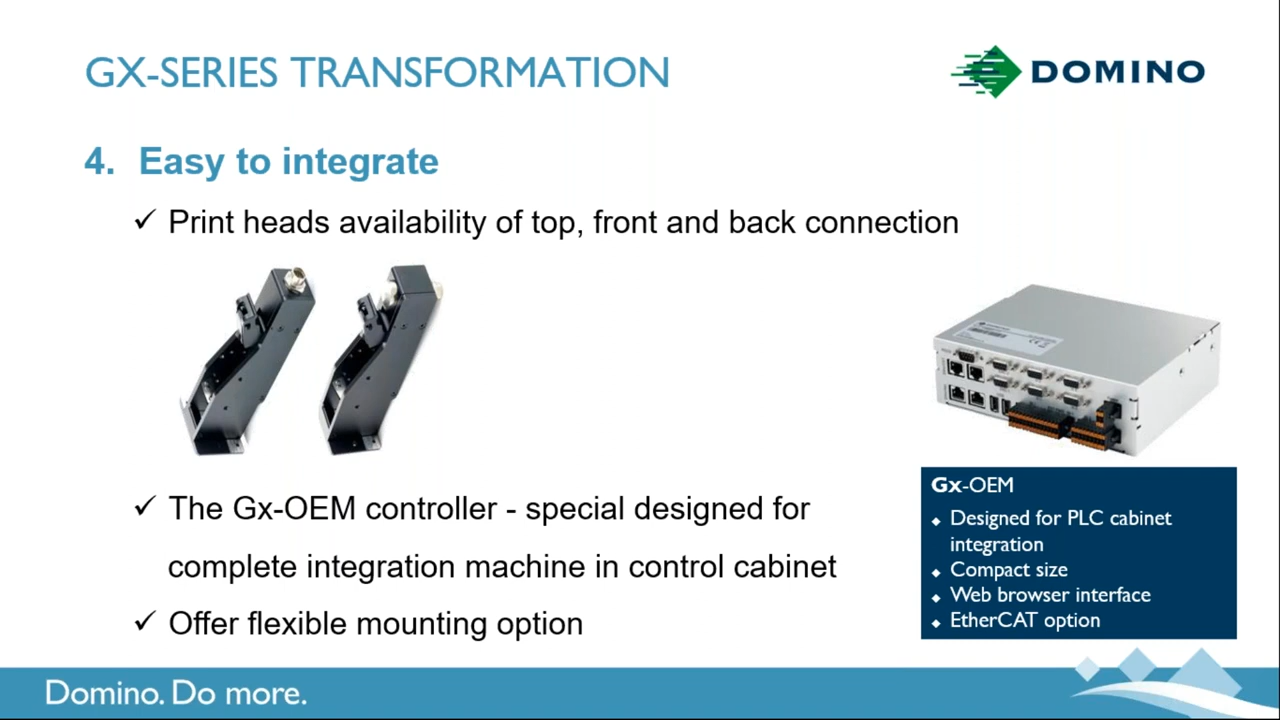 GX-SERIES TRANSFORMATION
DOMINO
4. Easy to integrate
✓ Print heads availability of top, front and back connection
✓ The Gx-OEM controller - special designed for
complete integration machine in control cabinet
✓ Offer flexible mounting option
Gx-OEM
◆ Designed for PLC cabinet
integration
◆ Compact size
◆ Web browser interface
◆ EtherCAT option
Domino. Do more.